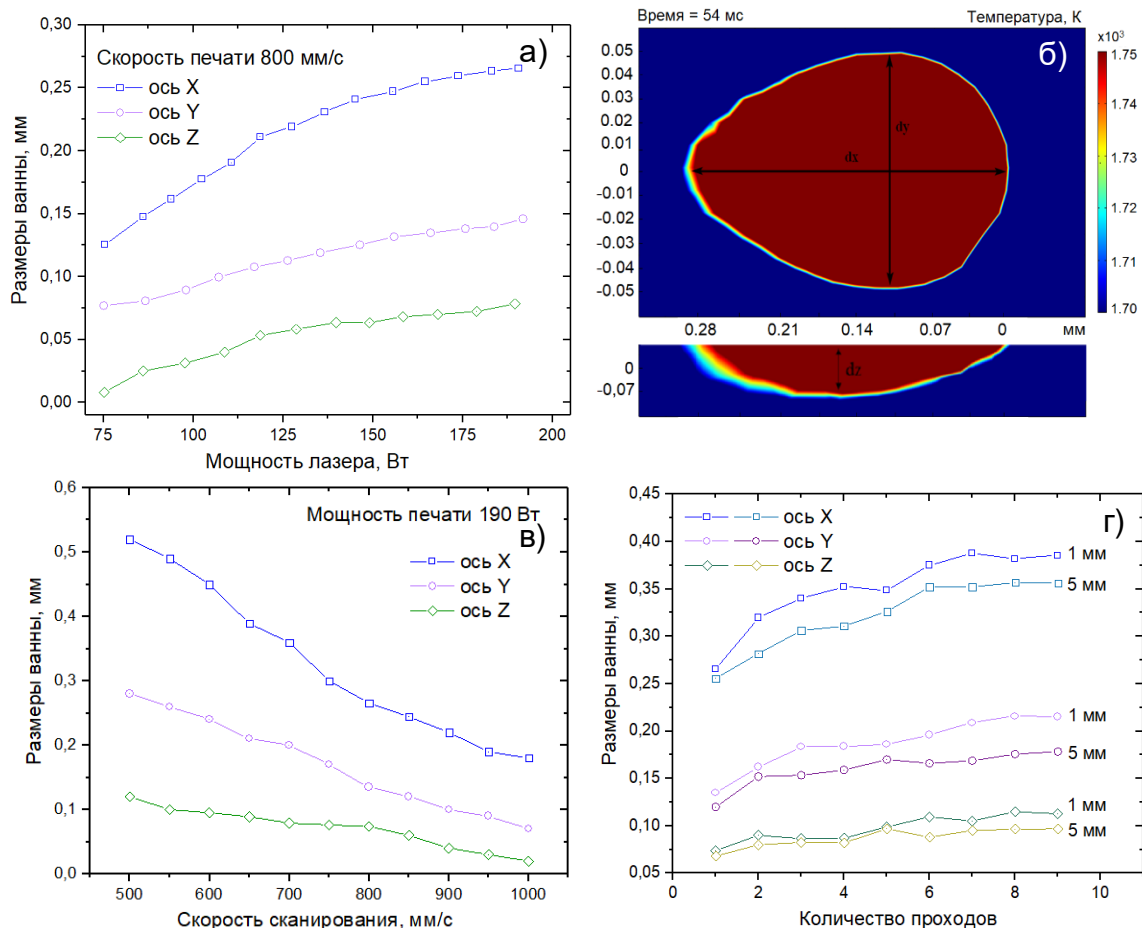 а)
Скорость печати 800 мм/с
ось X
ось Y
ось Z
Размеры ванны, мм
0,30
0,25
0,20
0,15
0,10
0,05
0,00
75 100 125 150 175 200
Мощность лазера, Вт
Время = 54 мс
Температура, К
x10³
б)
0.05
0.04
0.03
0.02
0.01
0
-0.01
-0.02
-0.03
-0.04
-0.05
dy
dx
1.75
1.74
1.73
1.72
1.71
1.70
0.28 0.21 0.14 0.07 0 мм
0
-0,07
dz
Мощность печати 190 Вт
в)
ось X
ось Y
ось Z
Размеры ванны, мм
0,6
0,5
0,4
0,3
0,2
0,1
0,0
500 600 700 800 900 1000
Скорость сканирования, мм/с
г)
ось X
ось Y
ось Z
Размеры ванны, мм
0,45
0,40
0,35
0,30
0,25
0,20
0,15
0,10
0,05
1 мм
5 мм
1 мм
5 мм
1 мм
5 мм
0 2 4 6 8 10
Количество проходов